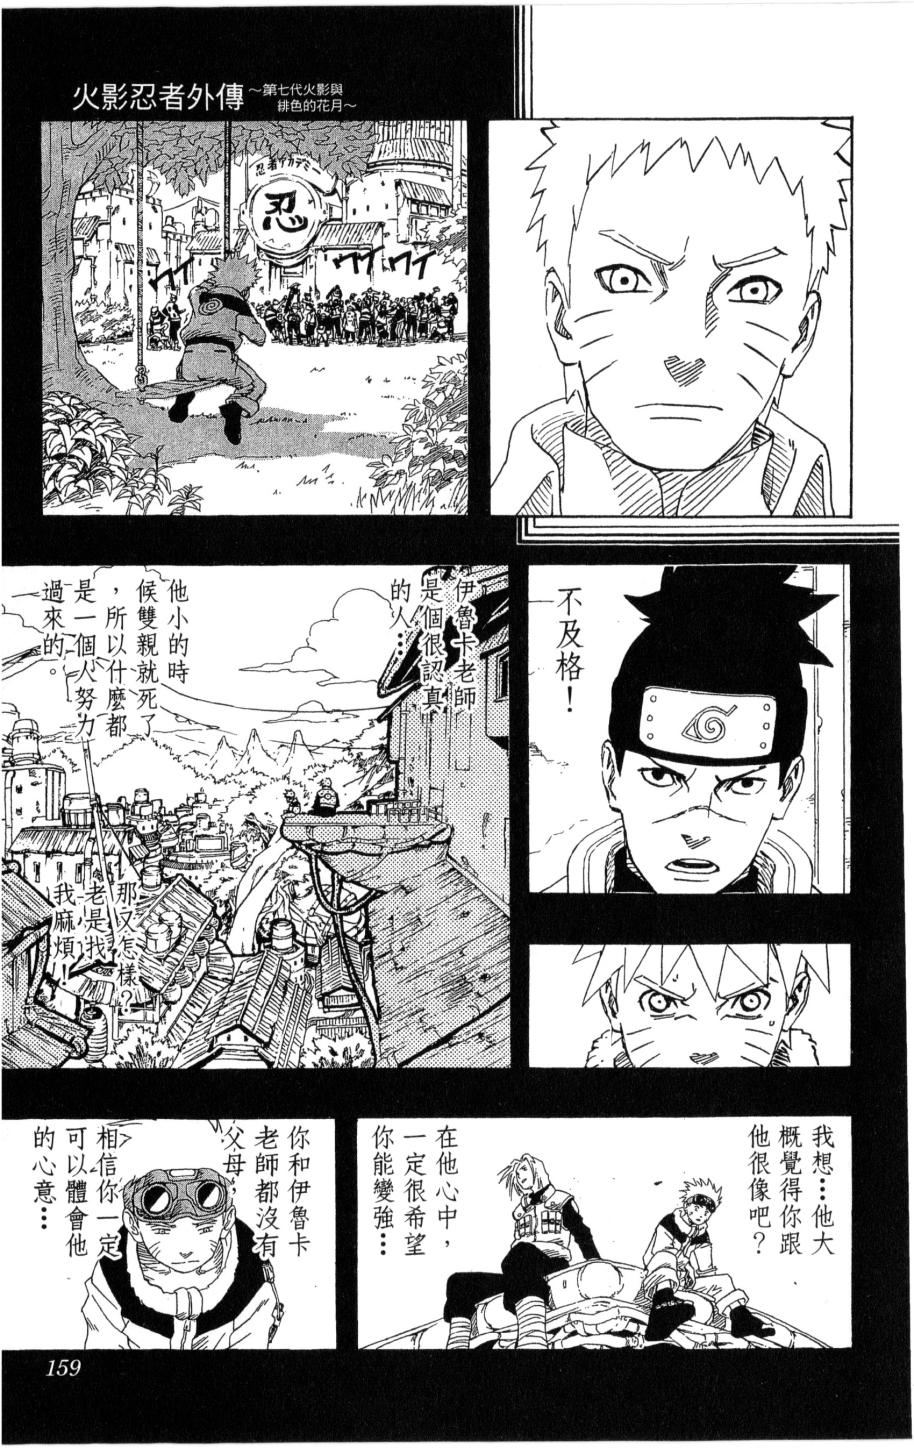 火影忍者外傳
~第七代火影與
緋色的花月~
忍者アカデミー
忍
ワイ
ワイ
ワイ
不及格!
伊魯卡老師
是個很認真
的人…
他小的時
候雙親就死了
,所以什麼都
是一個人努力
過來的。
那又怎樣?
老是找
我麻煩!
我想…他大
概覺得你跟
他很像吧?
在他心中,
一定很希望
你能變強…
你和伊魯卡
老師都沒有
父母,
相信你一定
可以體會他
的心意…
159